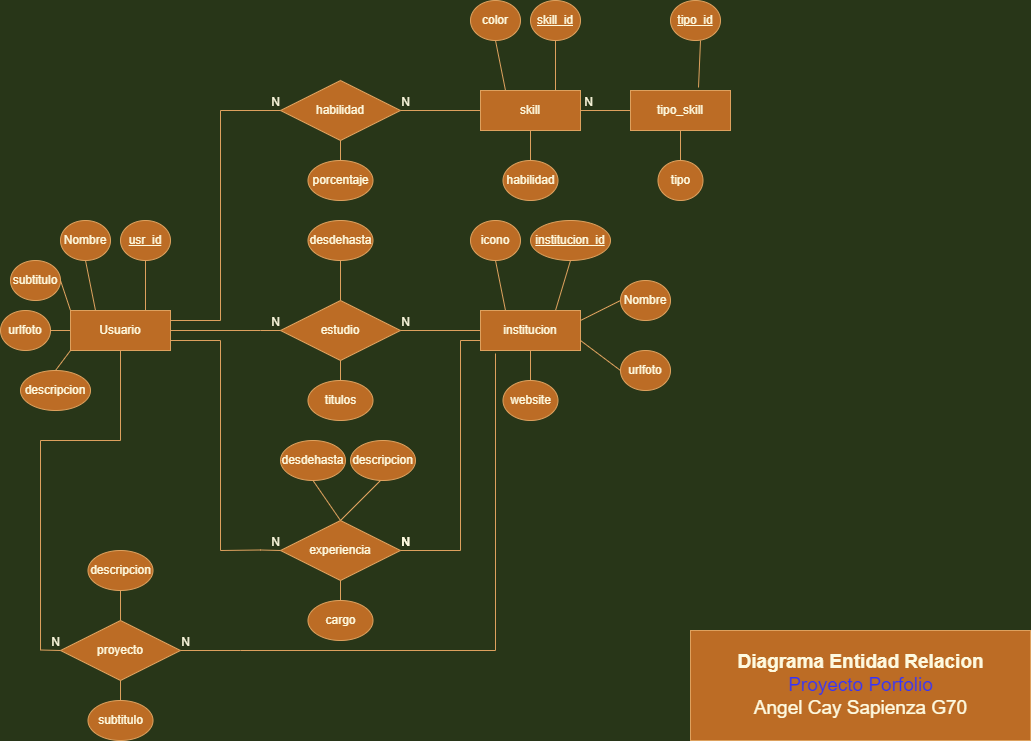 color
skill_id
tipo_id
N
habilidad
N
skill
N
tipo_skill
porcentaje
habilidad
tipo
Nombre
usr_id
desdehasta
icono
institucion_id
subtitulo
urlfoto
Usuario
N
estudio
N
institucion
Nombre
descripcion
titulos
website
urlfoto
desdehasta
descripcion
N
experiencia
N
descripcion
cargo
N
proyecto
N
subtitulo
Diagrama Entidad Relacion
Proyecto Porfolio
Angel Cay Sapienza G70